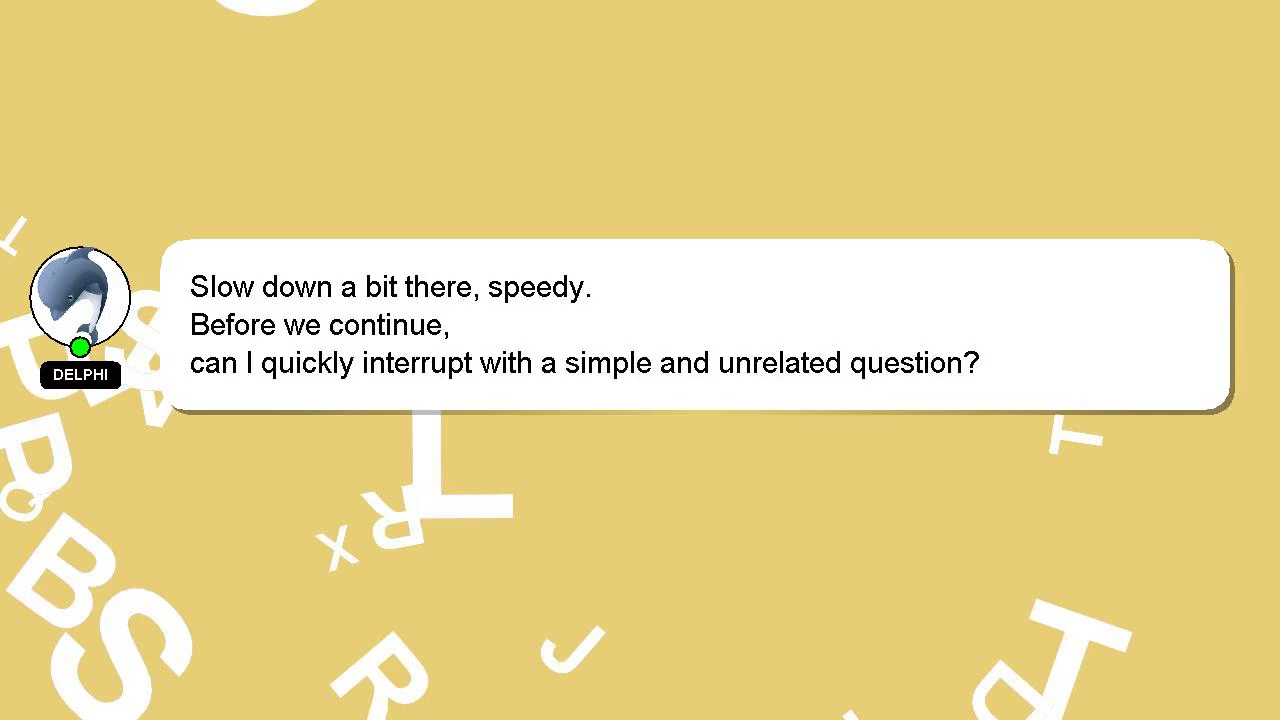 Slow down a bit there, speedy.
Before we continue,
can I quickly interrupt with a simple and unrelated question?
DELPHI
T
S
R
Q
B
S
L
R
X
R
J
T
T
D